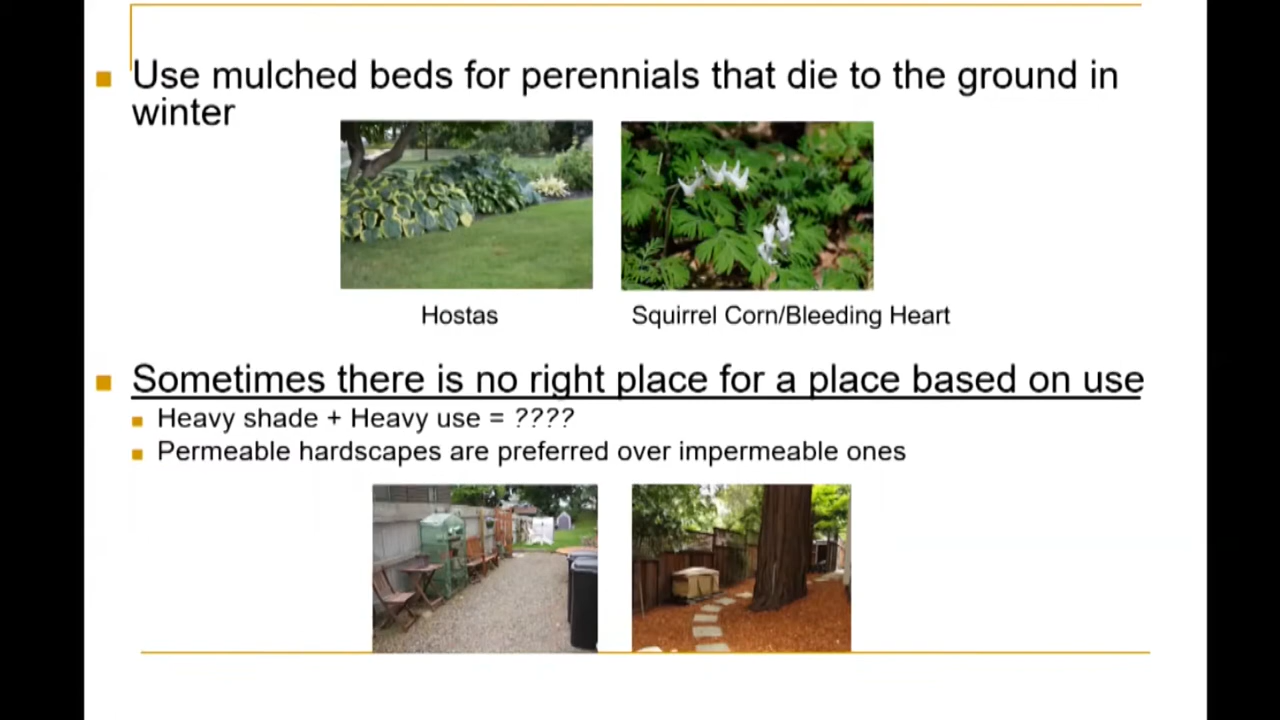 Use mulched beds for perennials that die to the ground in
winter
Hostas
Squirrel Corn/Bleeding Heart
Sometimes there is no right place for a place based on use
Heavy shade + Heavy use = ????
Permeable hardscapes are preferred over impermeable ones